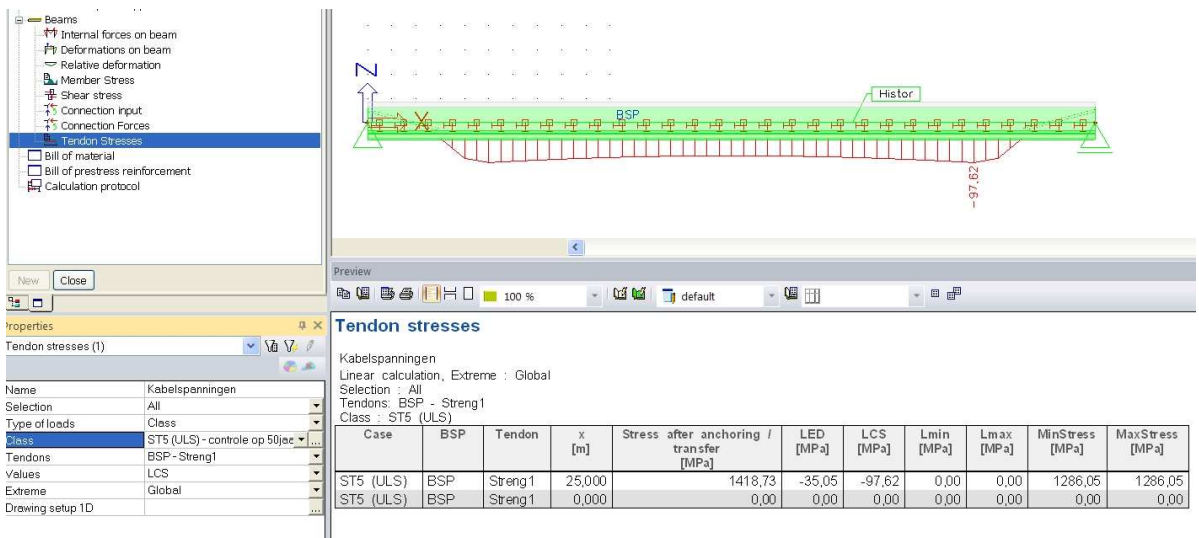 Beams
Internal forces on beam
Deformations on beam
Relative deformation
Member Stress
Shear stress
Connection input
Connection Forces
Tendon Stresses
Bill of material
Bill of prestress reinforcement
Calculation protocol
New Close
Properties
Tendon stresses (1)
Name Kabelspanningen
Selection All
Type of loads Class
Class ST5 (ULS) - controle op 50jae
Tendons BSP - Streng1
Values LCS
Extreme Global
Drawing setup 1D
Z
X
BSP
Histor
-97,62
Preview
100 % default
Tendon stresses
Kabelspanningen
Linear calculation, Extreme : Global
Selection : All
Tendons: BSP - Streng1
Class : ST5 (ULS)
Case BSP Tendon x [m] Stress after anchoring / transfer [MPa] LED [MPa] LCS [MPa] Lmin [MPa] Lmax [MPa] MinStress [MPa] MaxStress [MPa]
ST5 (ULS) BSP Streng1 25,000 1418,73 -35,05 -97,62 0,00 0,00 1286,05 1286,05
ST5 (ULS) BSP Streng1 0,000 0,00 0,00 0,00 0,00 0,00 0,00 0,00